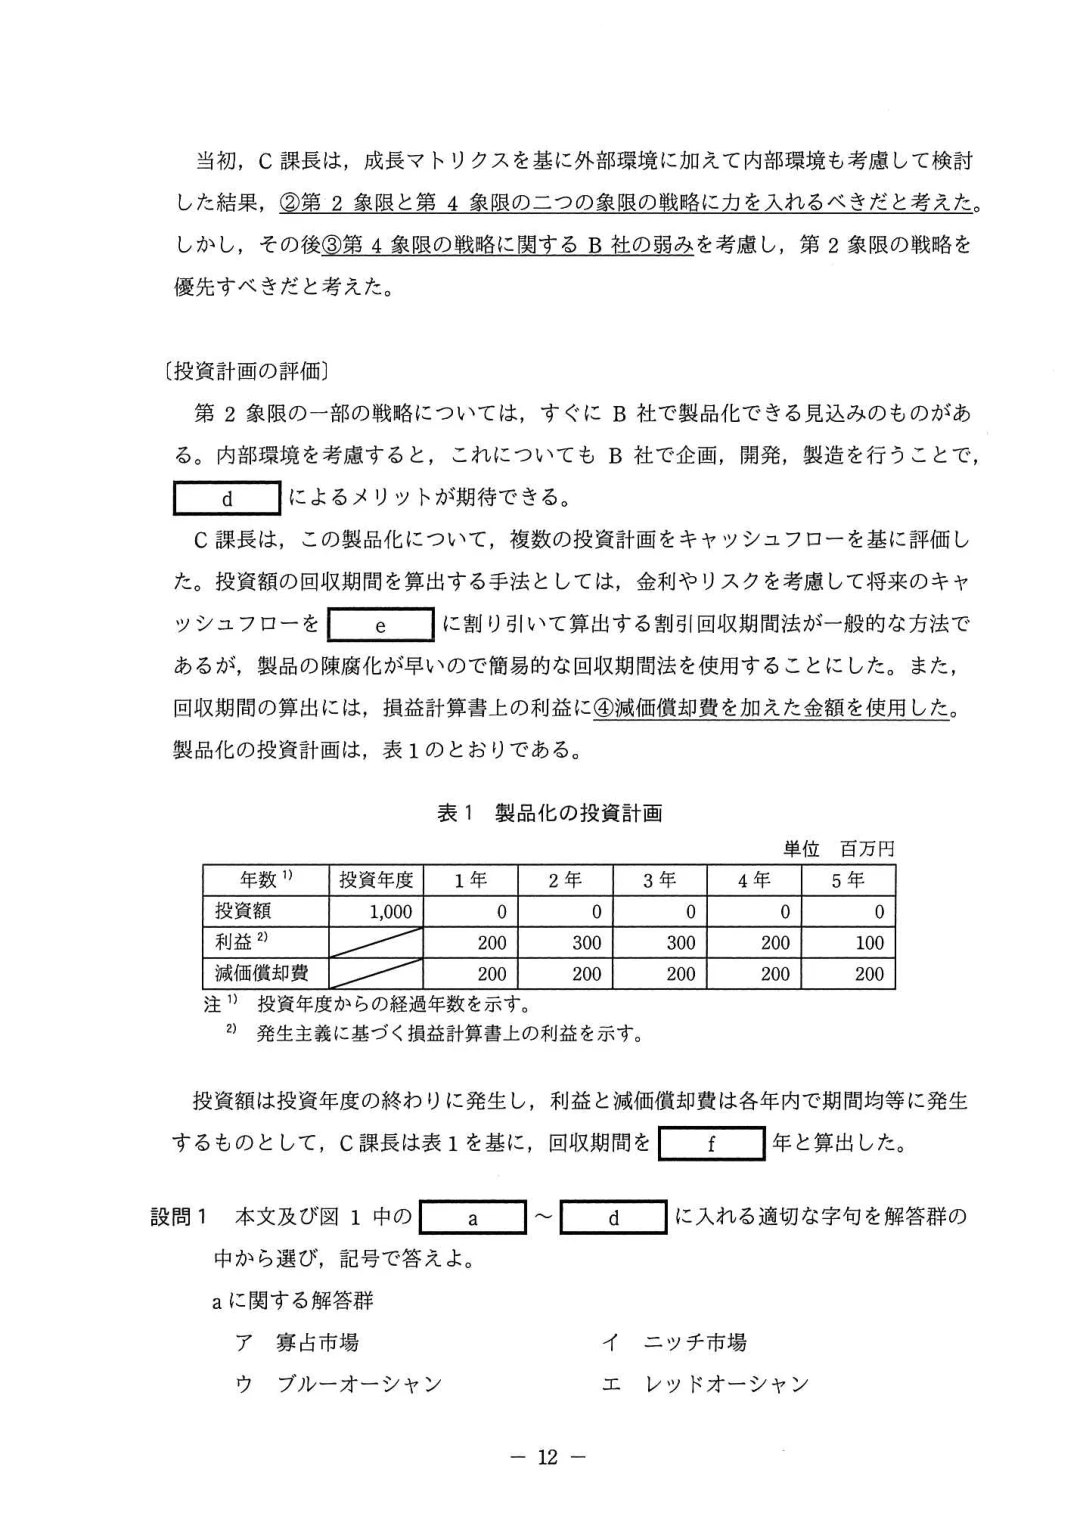 当初，C 課長は，成長マトリクスを基に外部環境に加えて内部環境も考慮して検討
した結果，②第 2 象限と第 4 象限の二つの象限の戦略に力を入れるべきだと考えた。
しかし，その後③第 4 象限の戦略に関する B 社の弱みを考慮し，第 2 象限の戦略を
優先すべきだと考えた。
〔投資計画の評価〕
第 2 象限の一部の戦略については，すぐに B 社で製品化できる見込みのものがあ
る。内部環境を考慮すると，これについても B 社で企画，開発，製造を行うことで，
d によるメリットが期待できる。
C 課長は，この製品化について，複数の投資計画をキャッシュフローを基に評価し
た。投資額の回収期間を算出する手法としては，金利やリスクを考慮して将来のキャ
ッシュフローを e に割り引いて算出する割引回収期間法が一般的な方法で
あるが，製品の陳腐化が早いので簡易的な回収期間法を使用することにした。また，
回収期間の算出には，損益計算書上の利益に④減価償却費を加えた金額を使用した。
製品化の投資計画は，表 1 のとおりである。
表 1 製品化の投資計画
単位 百万円
年数 1) 投資年度 1 年 2 年 3 年 4 年 5 年
投資額 1,000 0 0 0 0 0
利益 2) 200 300 300 200 100
減価償却費 200 200 200 200 200
注 1) 投資年度からの経過年数を示す。
2) 発生主義に基づく損益計算書上の利益を示す。
投資額は投資年度の終わりに発生し，利益と減価償却費は各年内で期間均等に発生
するものとして，C 課長は表 1 を基に，回収期間を f 年と算出した。
設問 1 本文及び図 1 中の a ～ d に入れる適切な字句を解答群の
中から選び，記号で答えよ。
a に関する解答群
ア 寡占市場 イ ニッチ市場
ウ ブルーオーシャン エ レッドオーシャン
－ 12 －